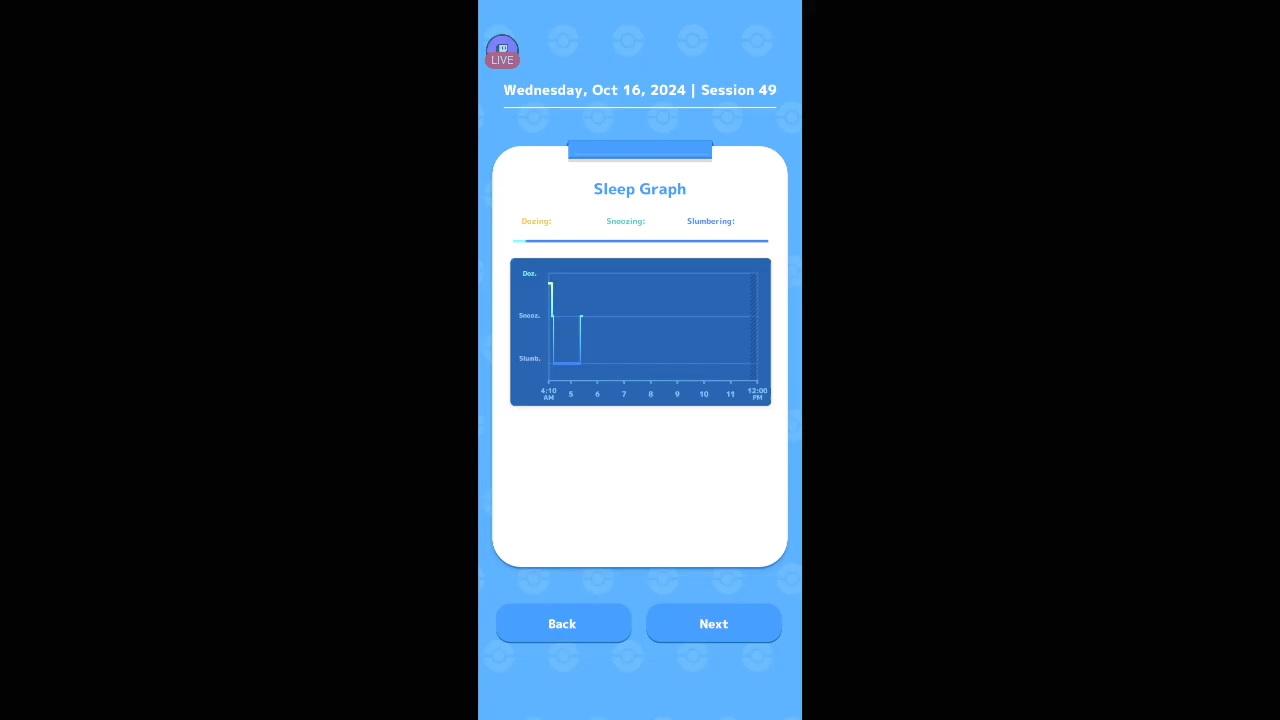 LIVE
Wednesday, Oct 16, 2024 | Session 49
Sleep Graph
Dozing: Snoozing: Slumbering:
Doz.
Snooz.
Slumb.
4:10 AM 5 6 7 8 9 10 11 12:00 PM
Back Next